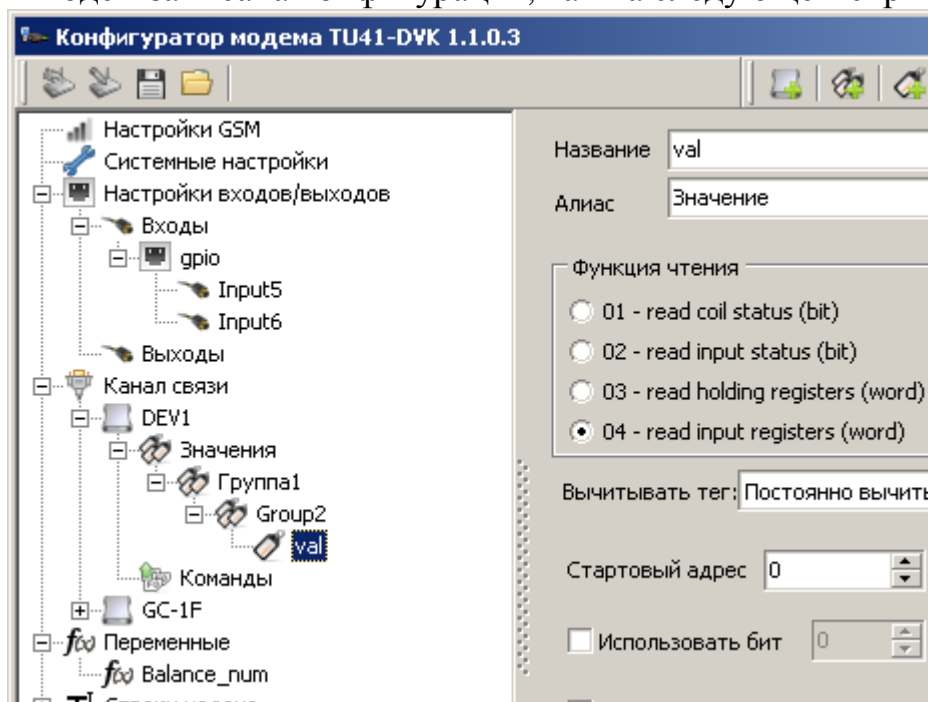 Конфигуратор модема TU41-DVK 1.1.0.3
Настройки GSM
Системные настройки
Настройки входов/выходов
Входы
gpio
Input5
Input6
Выходы
Канал связи
DEV1
Значения
Группа1
Group2
val
Команды
GC-1F
Переменные
Balance_num
Название val
Алиас Значение
Функция чтения
01 - read coil status (bit)
02 - read input status (bit)
03 - read holding registers (word)
04 - read input registers (word)
Вычитывать тег: Постоянно
Стартовый адрес 0
Использовать бит 0